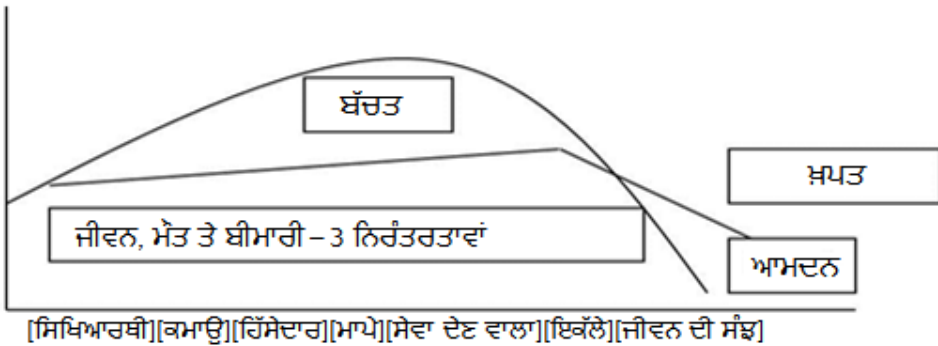 ਬੱਚਤ
ਖ਼ਪਤ
ਜੀਵਨ, ਮੌਤ ਤੇ ਬੀਮਾਰੀ – 3 ਨਿਰੰਤਰਤਾਵਾਂ
ਆਮਦਨ
[ਸਿਖਿਆਰਥੀ][ਕਮਾਊ][ਹਿੱਸੇਦਾਰ][ਮਾਪੇ][ਸੇਵਾ ਦੇਣ ਵਾਲਾ][ਇਕੱਲੇ][ਜੀਵਨ ਦੀ ਸੰਝ]